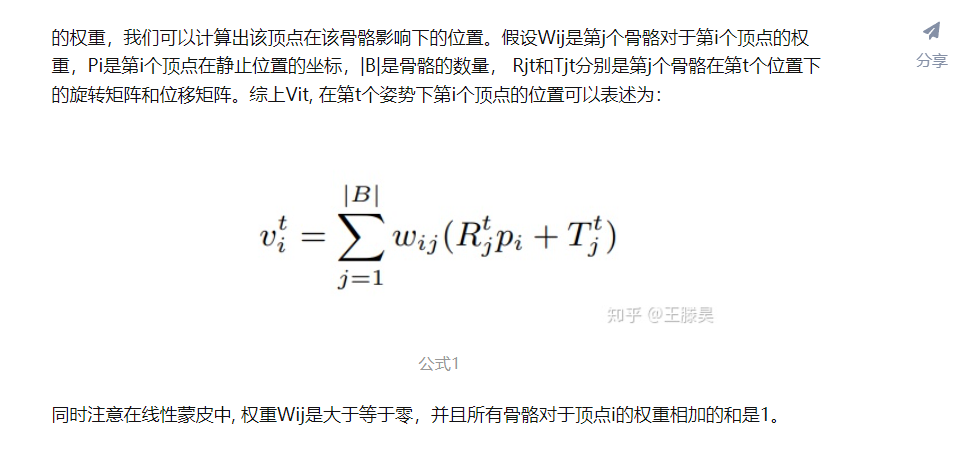 的权重，我们可以计算出该顶点在该骨骼影响下的位置。假设Wij是第j个骨骼对于第i个顶点的权
重，Pi是第i个顶点在静止位置的坐标，|B|是骨骼的数量， Rjt和Tjt分别是第j个骨骼在第t个位置下
的旋转矩阵和位移矩阵。综上Vit, 在第t个姿势下第i个顶点的位置可以表述为：
分享
v_i^t = \sum_{j=1}^{|B|} w_{ij}(R_j^t p_i + T_j^t)
知乎 @王滕昊
公式1
同时注意在线性蒙皮中, 权重Wij是大于等于零，并且所有骨骼对于顶点i的权重相加的和是1。